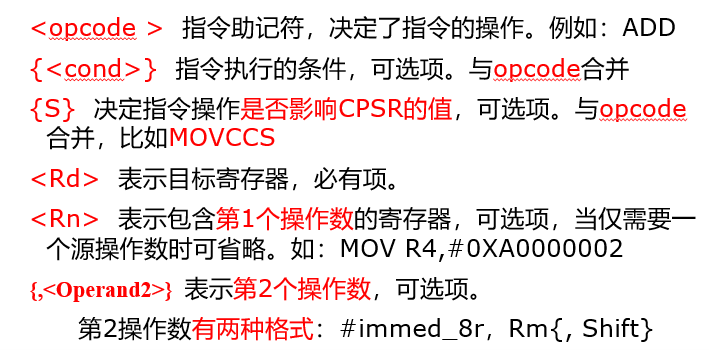 <opcode > 指令助记符，决定了指令的操作。例如：ADD
{<cond>} 指令执行的条件，可选项。与opcode合并
{S} 决定指令操作是否影响CPSR的值，可选项。与opcode
合并，比如MOVCCS
<Rd> 表示目标寄存器，必有项。
<Rn> 表示包含第1个操作数的寄存器，可选项，当仅需要一
个源操作数时可省略。如：MOV R4,#0XA0000002
{,<Operand2>} 表示第2个操作数，可选项。
第2操作数有两种格式：#immed_8r，Rm{, Shift}